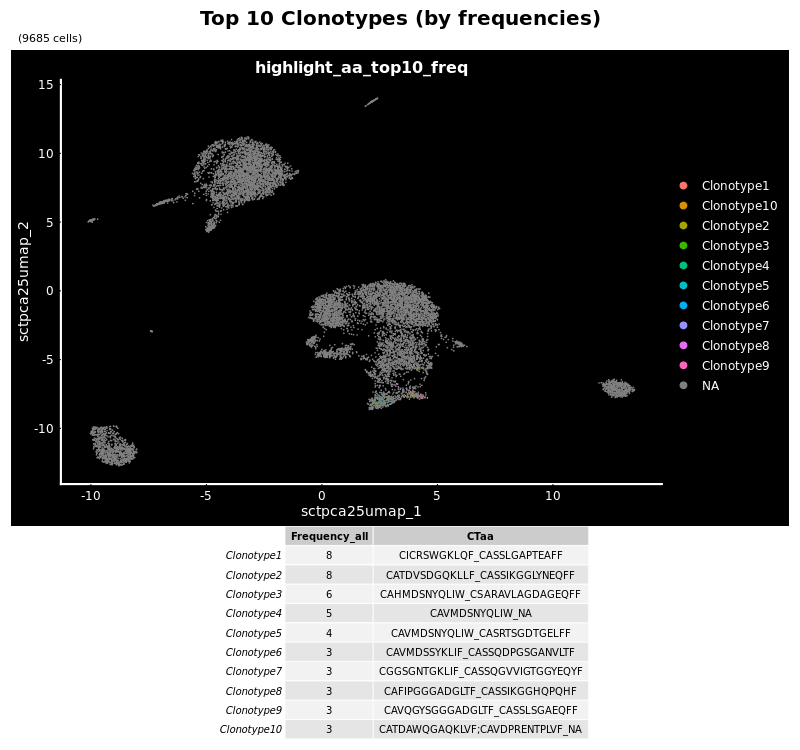 Top 10 Clonotypes (by frequencies)
(9685 cells)
highlight_aa_top10_freq
15
10
5
0
-5
-10
sctpca25umap_2
-10 -5 0 5 10
sctpca25umap_1
Clonotype1
Clonotype10
Clonotype2
Clonotype3
Clonotype4
Clonotype5
Clonotype6
Clonotype7
Clonotype8
Clonotype9
NA
Frequency_all CTaa
Clonotype1 8 CICRSWGKLQF_CASSLGAPTEAFF
Clonotype2 8 CATDVSDGQKLLF_CASSIKGGLYNEQFF
Clonotype3 6 CAHMDSNYQLIW_CSARAVLAGDAGEQFF
Clonotype4 5 CAVMDSNYQLIW_NA
Clonotype5 4 CAVMDSNYQLIW_CASRTSGDTGELFF
Clonotype6 3 CAVMDSSYKLIF_CASSQDPGSGANVLTF
Clonotype7 3 CGGSGNTGKLIF_CASSQGVVIGTGGYEQYF
Clonotype8 3 CAFIPGGGADGLTF_CASSIKGGHQPQHF
Clonotype9 3 CAVQGYSGGGADGLTF_CASSLSGAEQFF
Clonotype10 3 CATDAWQGAQKLVF;CAVDPRENTPLVF_NA